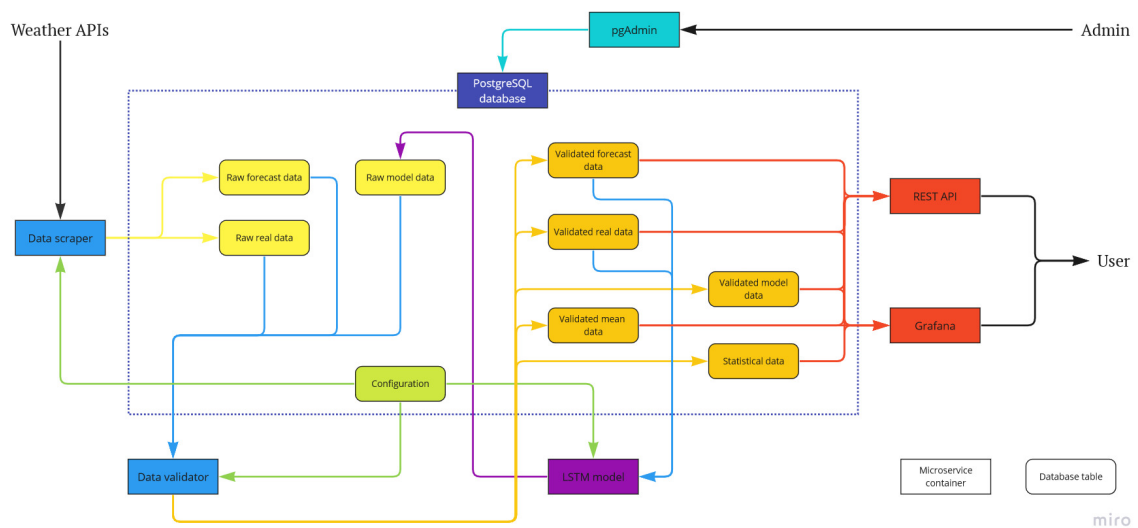 Weather APIs
pgAdmin
Admin
PostgreSQL
database
Raw forecast data
Raw model data
Validated forecast
data
REST API
Data scraper
Raw real data
Validated real data
User
Validated model
data
Validated mean
data
Grafana
Statistical data
Configuration
Data validator
LSTM model
Microservice
container
Database table
miro